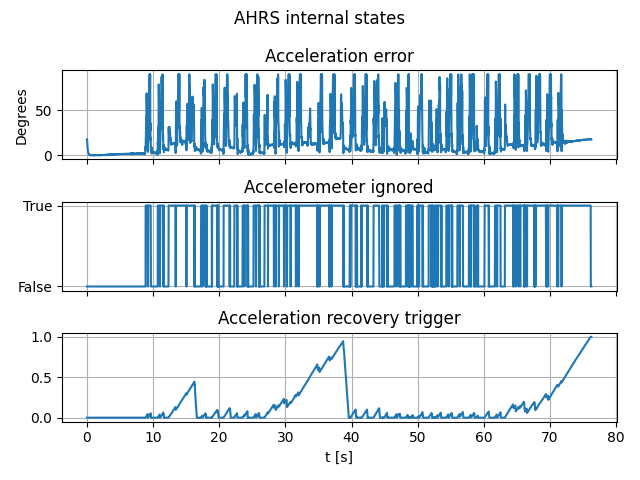 AHRS internal states
Acceleration error
Degrees
50
0
Accelerometer ignored
True
False
Acceleration recovery trigger
1.0
0.5
0.0
0 10 20 30 40 50 60 70 80
t [s]